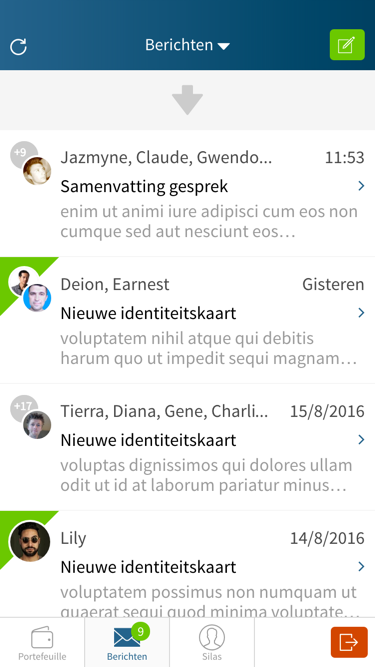 Berichten
+9
Jazmyne, Claude, Gwendo...
11:53
Samenvatting gesprek
enim ut animi iure adipisci cum eos non
cumque sed aut nesciunt eos...
Deion, Earnest
Gisteren
Nieuwe identiteitskaart
voluptatem nihil atque qui debitis
harum quo ut impedit sequi magnam...
+17
Tierra, Diana, Gene, Charli...
15/8/2016
Nieuwe identiteitskaart
voluptas dignissimos qui dolores ullam
odit ut id at laborum pariatur minus...
Lily
14/8/2016
Nieuwe identiteitskaart
voluptatem possimus non numquam ut
quaerat sequi quod minima voluptate...
Portefeuille
9
Berichten
Silas